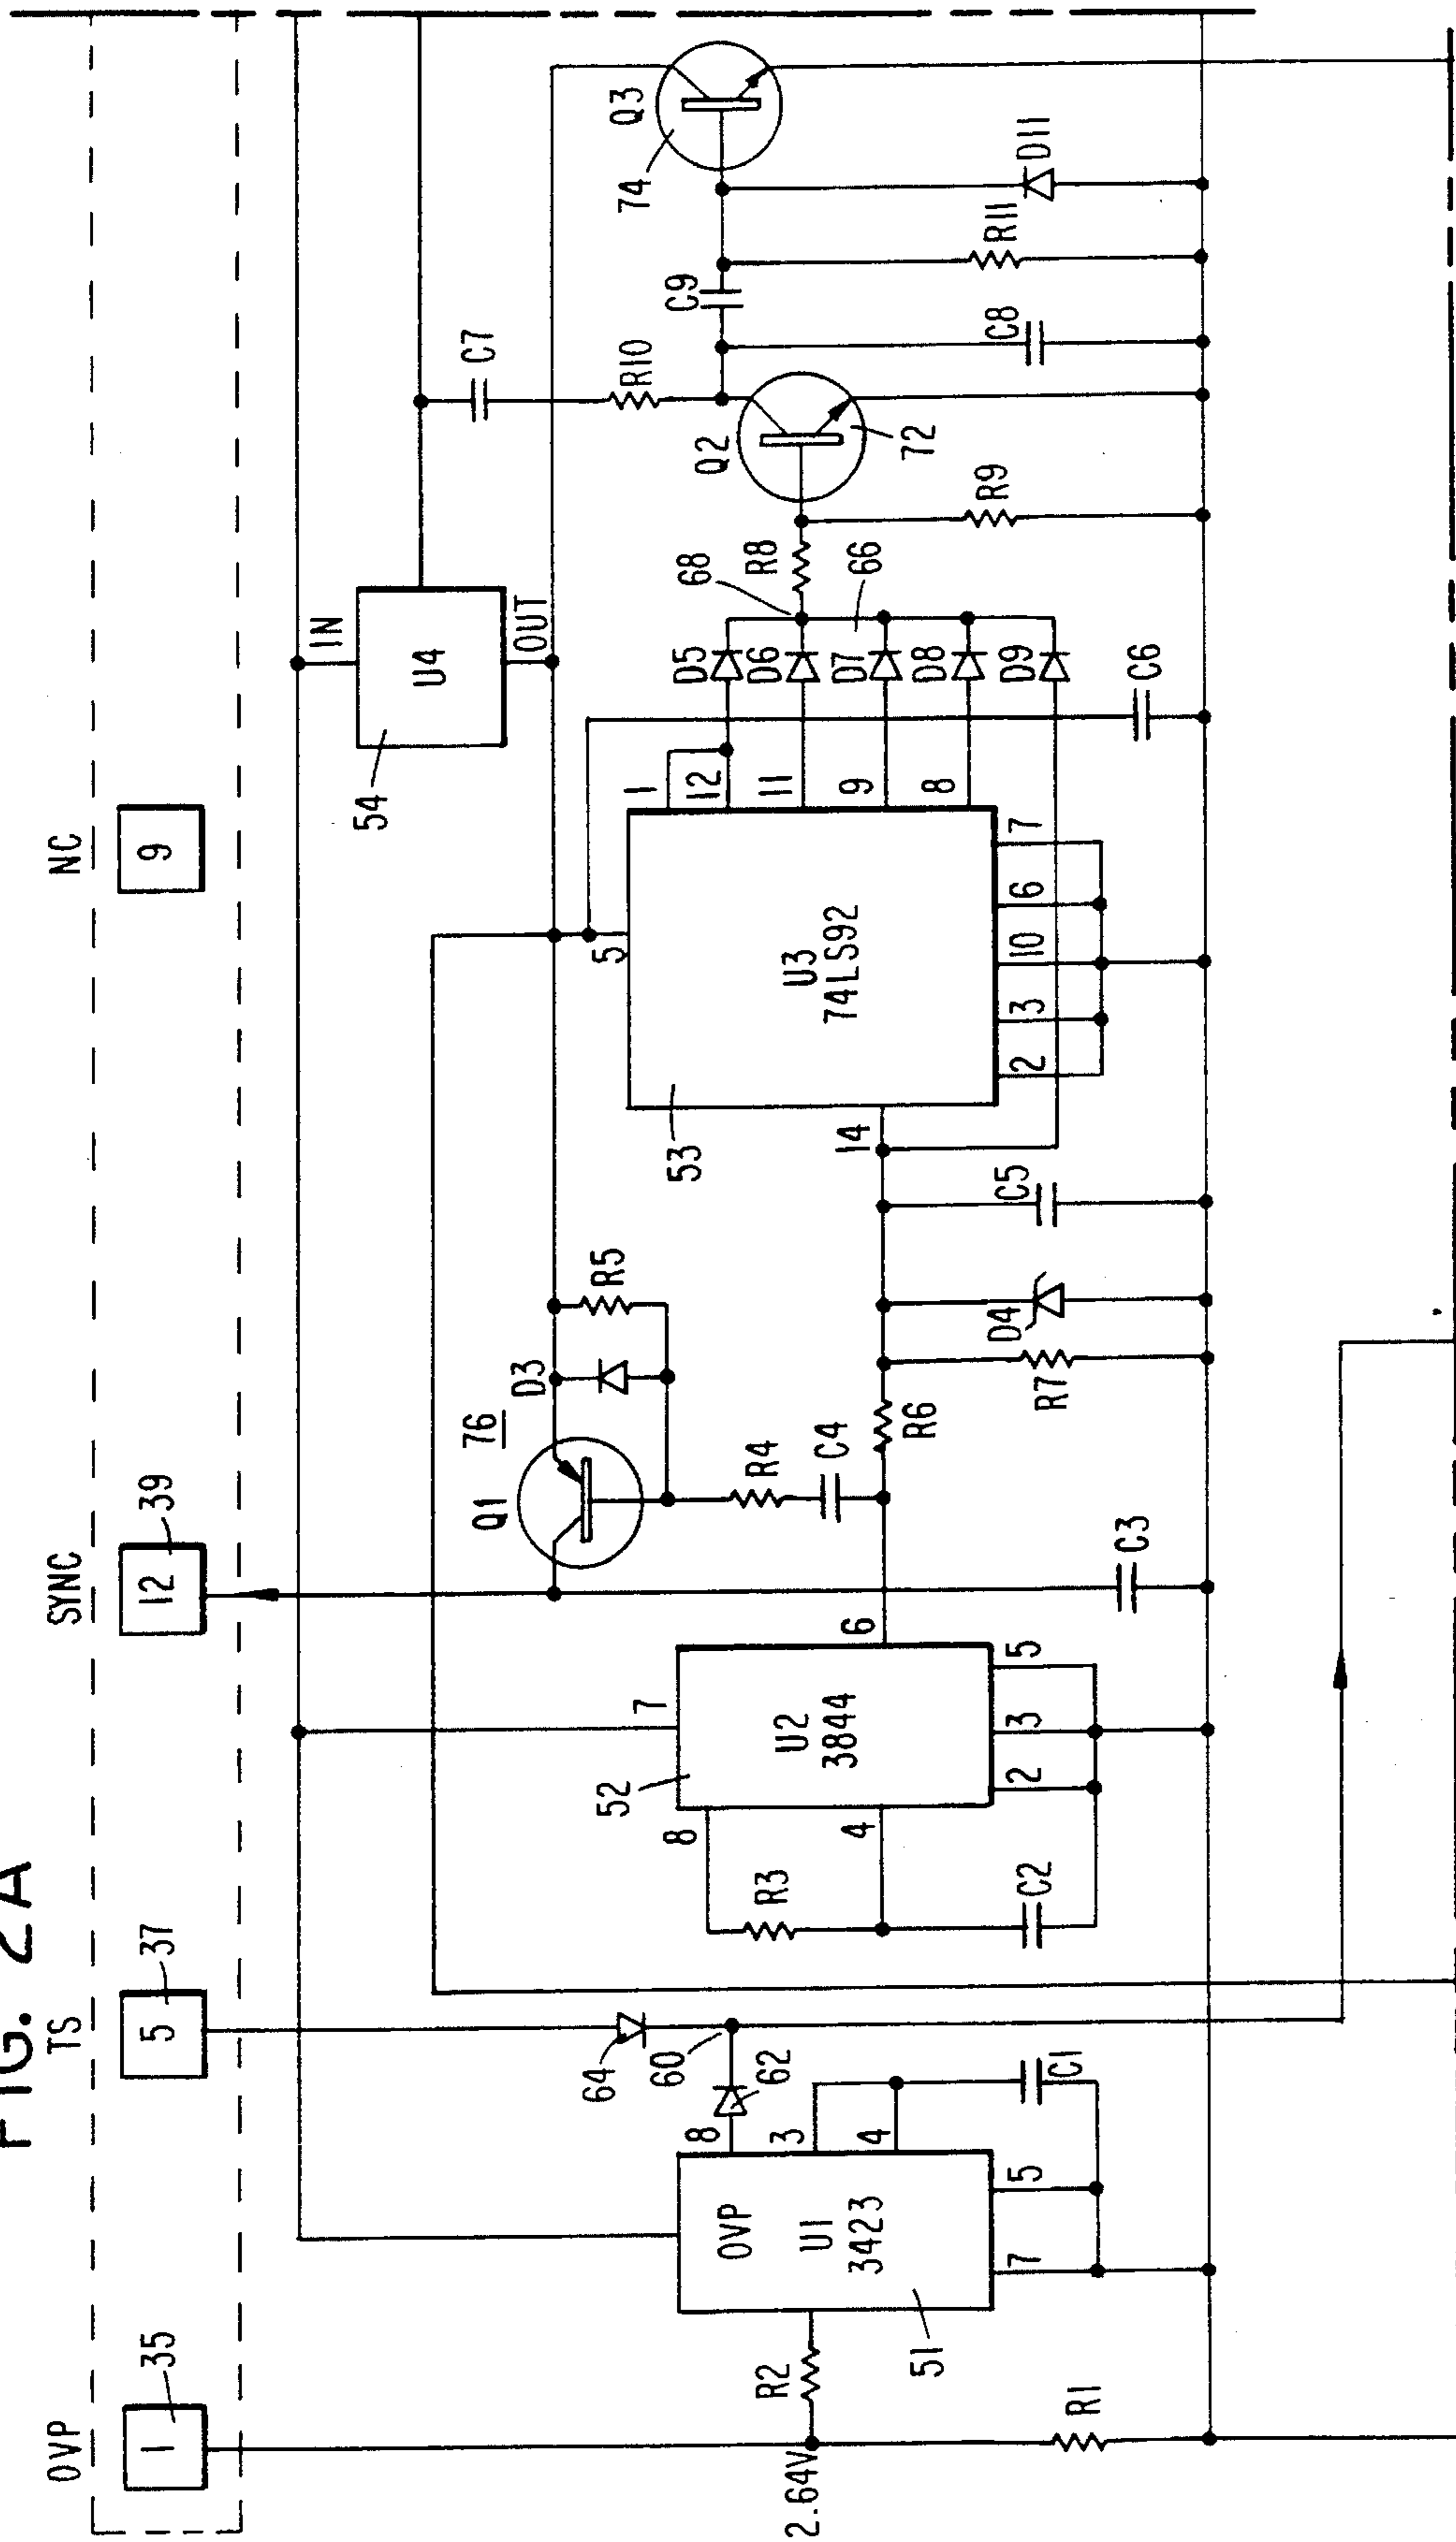 FIG. 2A
OVP
TS
SYNC
NC
1
35
5
37
12
39
9
IN
U4
OUT
54
C7
R10
Q3
74
C9
D11
R11
C8
Q2
72
R9
R8
68
66
D5
D6
D7
D8
D9
C6
1
12
11
9
8
5
U3
74LS92
53
14
2
3
10
6
7
C5
D4
R7
R6
R5
D3
76
Q1
R4
C4
C3
6
7
U2
3844
52
8
4
2
3
5
R3
C2
64
60
62
8
3
4
C1
OVP
U1
3423
7
5
51
R2
2.64V
R1